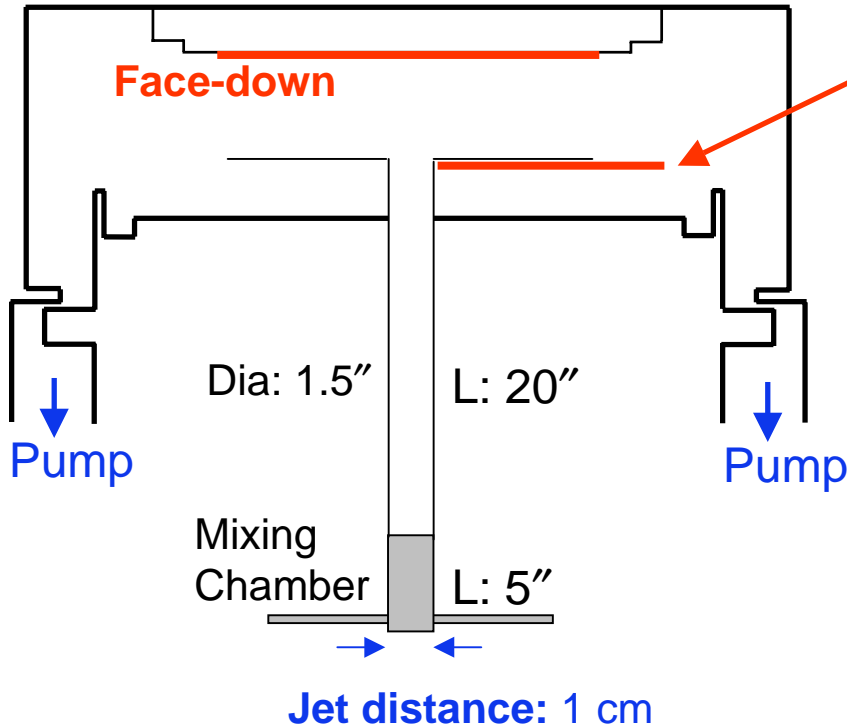 Face-down
Dia: 1.5″
L: 20″
Pump
Pump
Mixing
Chamber
L: 5″
Jet distance: 1 cm